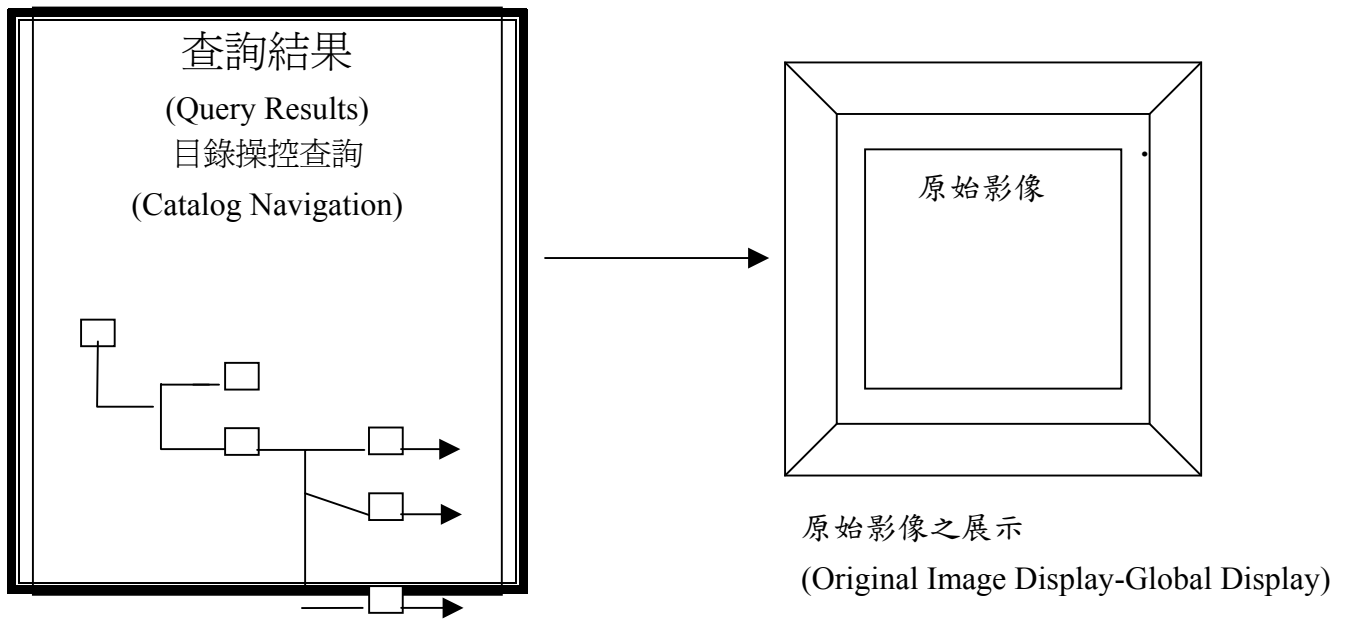 查詢結果
(Query Results)
目錄操控查詢
(Catalog Navigation)
原始影像
原始影像之展示
(Original Image Display-Global Display)